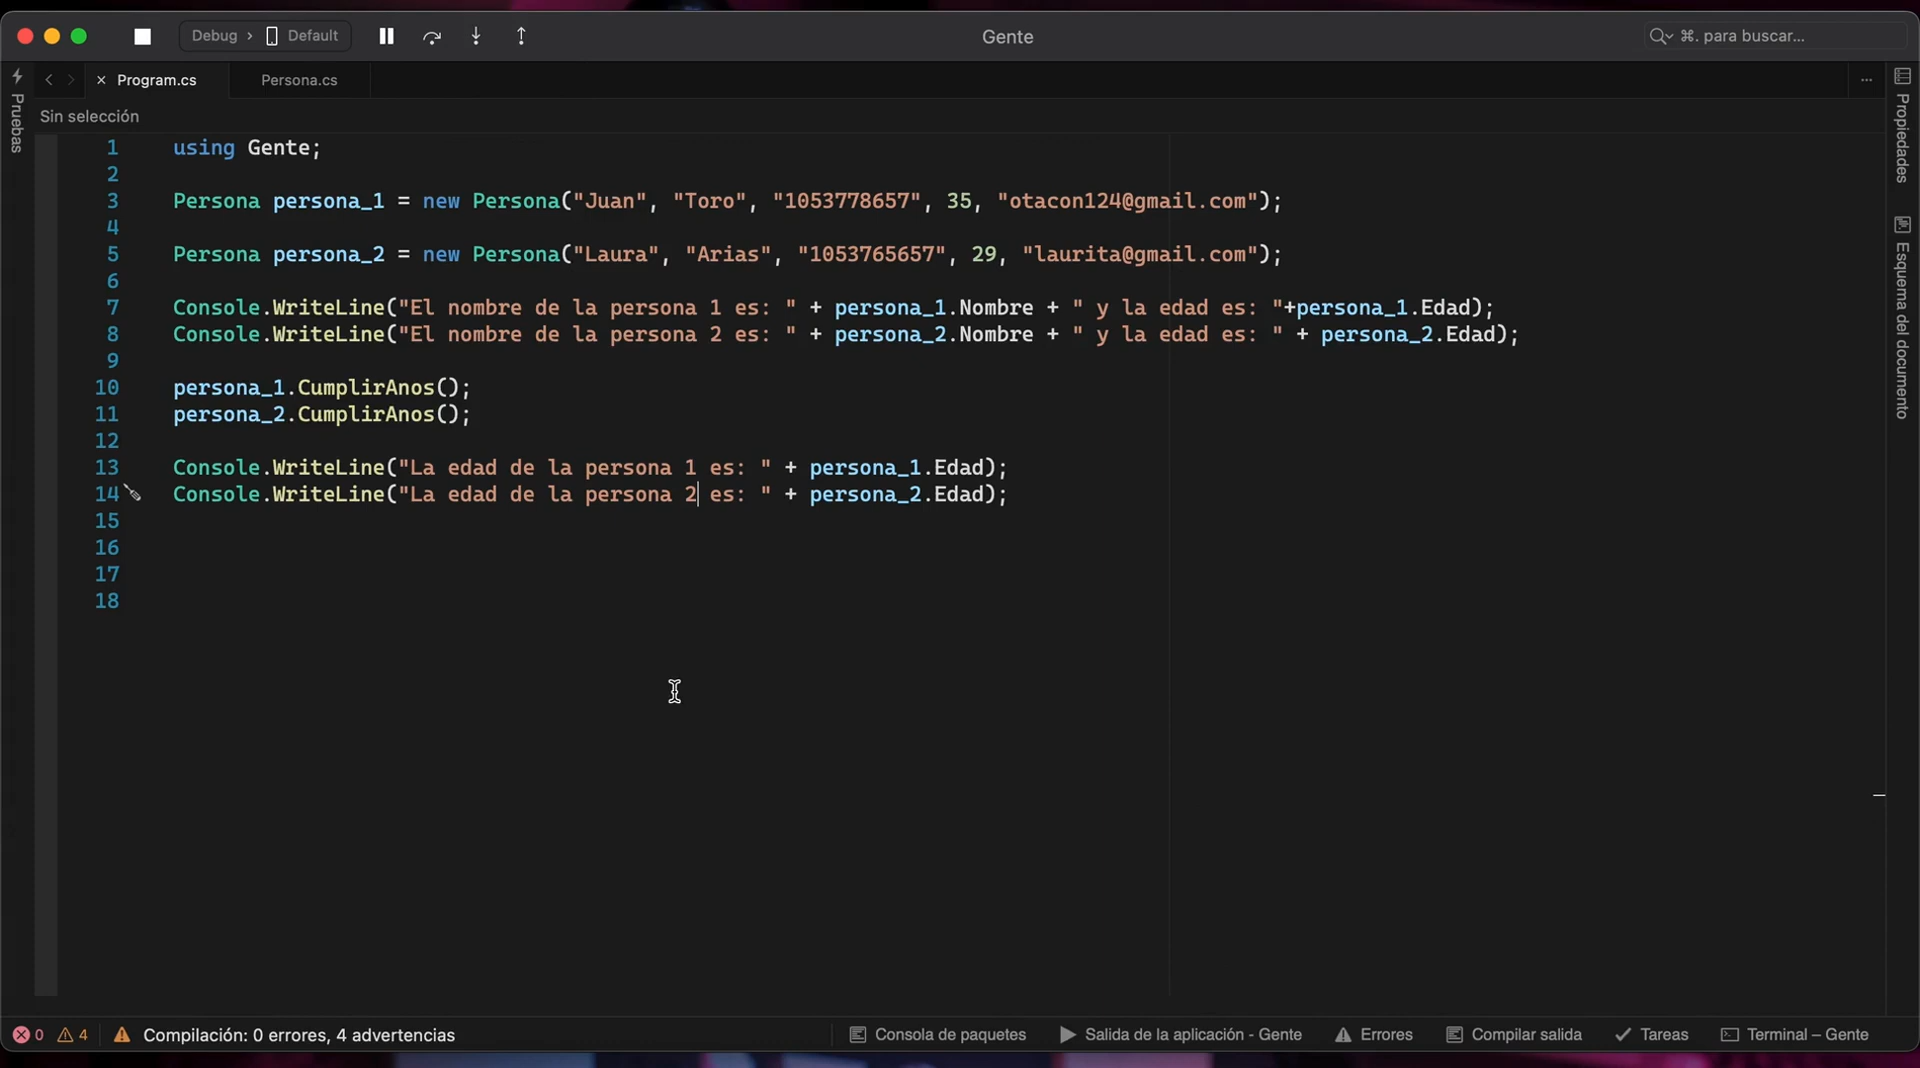 Debug › Default
Gente
⌘. para buscar...
Program.cs
Persona.cs
...
Pruebas
Sin selección
Propiedades
Esquema del documento
1 using Gente;
2
3 Persona persona_1 = new Persona("Juan", "Toro", "1053778657", 35, "otacon124@gmail.com");
4
5 Persona persona_2 = new Persona("Laura", "Arias", "1053765657", 29, "laurita@gmail.com");
6
7 Console.WriteLine("El nombre de la persona 1 es: " + persona_1.Nombre + " y la edad es: "+persona_1.Edad);
8 Console.WriteLine("El nombre de la persona 2 es: " + persona_2.Nombre + " y la edad es: " + persona_2.Edad);
9
10 persona_1.CumplirAnos();
11 persona_2.CumplirAnos();
12
13 Console.WriteLine("La edad de la persona 1 es: " + persona_1.Edad);
14 Console.WriteLine("La edad de la persona 2 es: " + persona_2.Edad);
15
16
17
18
0 4 Compilación: 0 errores, 4 advertencias Consola de paquetes Salida de la aplicación - Gente Errores Compilar salida Tareas Terminal – Gente